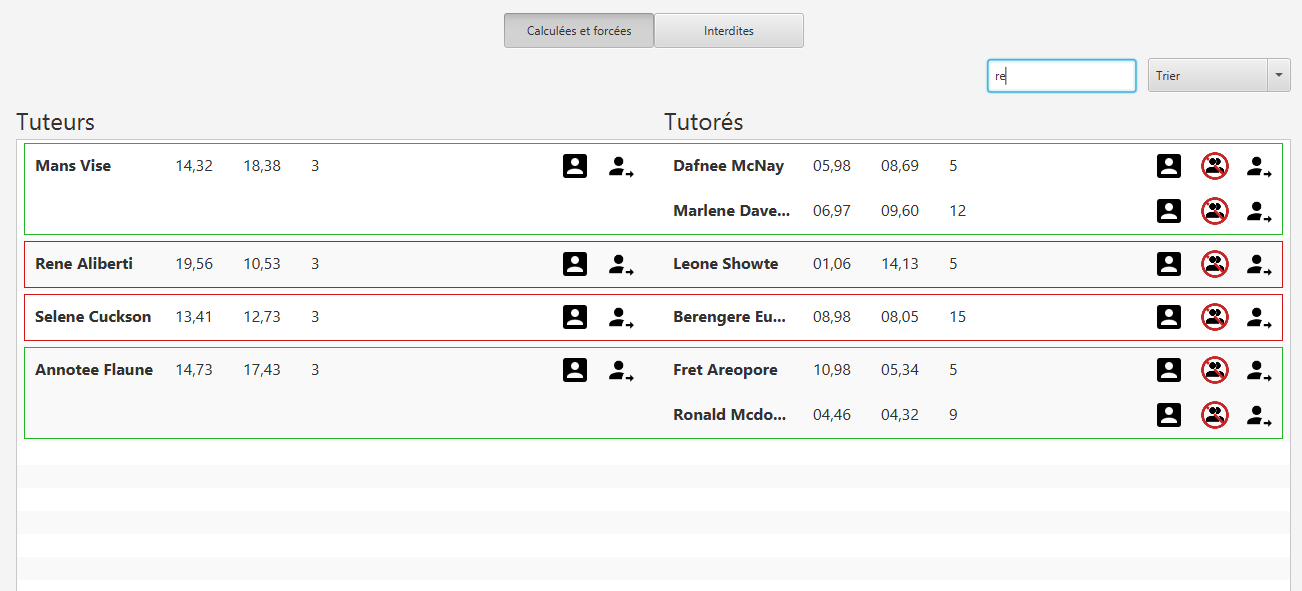 Calculées et forcées Interdites
re Trier
Tuteurs Tutorés
Mans Vise 14,32 18,38 3 Dafnee McNay 05,98 08,69 5
Marlene Dave... 06,97 09,60 12
Rene Aliberti 19,56 10,53 3 Leone Showte 01,06 14,13 5
Selene Cuckson 13,41 12,73 3 Berengere Eu... 08,98 08,05 15
Annotee Flaune 14,73 17,43 3 Fret Areopore 10,98 05,34 5
Ronald Mcdo... 04,46 04,32 9